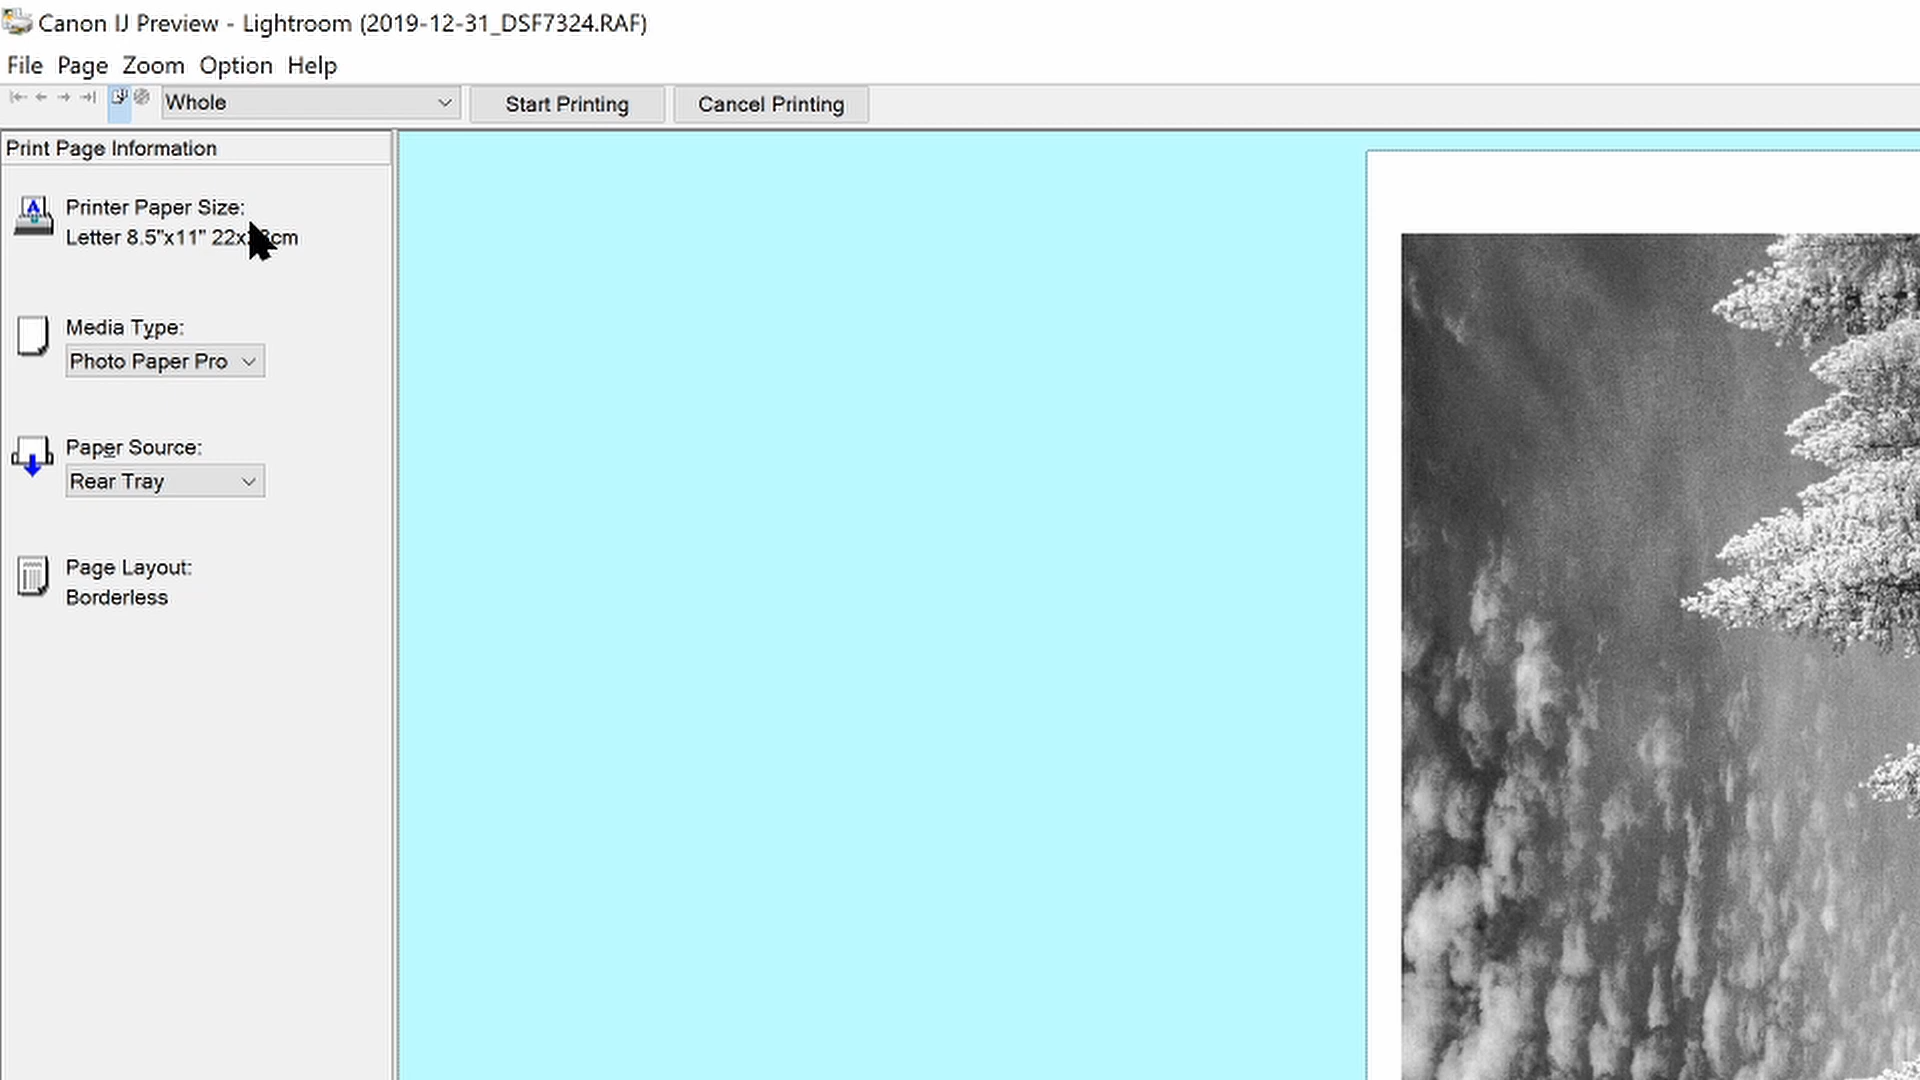 Canon IJ Preview - Lightroom (2019-12-31_DSF7324.RAF)
File Page Zoom Option Help
Whole Start Printing Cancel Printing
Print Page Information
Printer Paper Size:
Letter 8.5"x11"
Media Type:
Photo Paper Pro
Paper Source:
Rear Tray
Page Layout:
Borderless